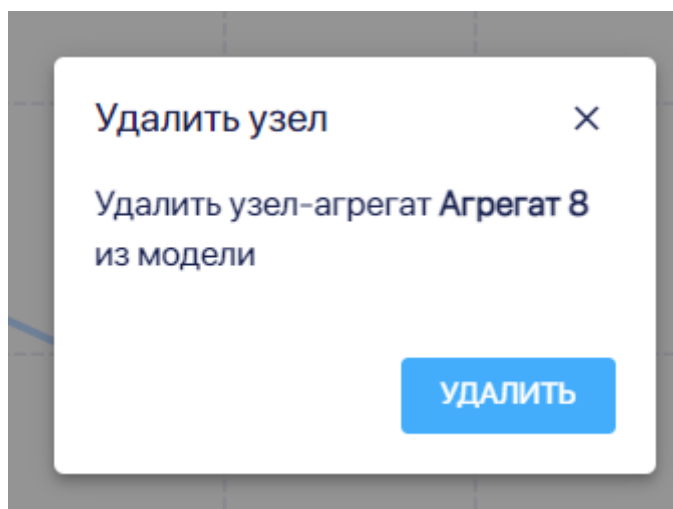 Удалить узел
Удалить узел-агрегат Агрегат 8
из модели
УДАЛИТЬ